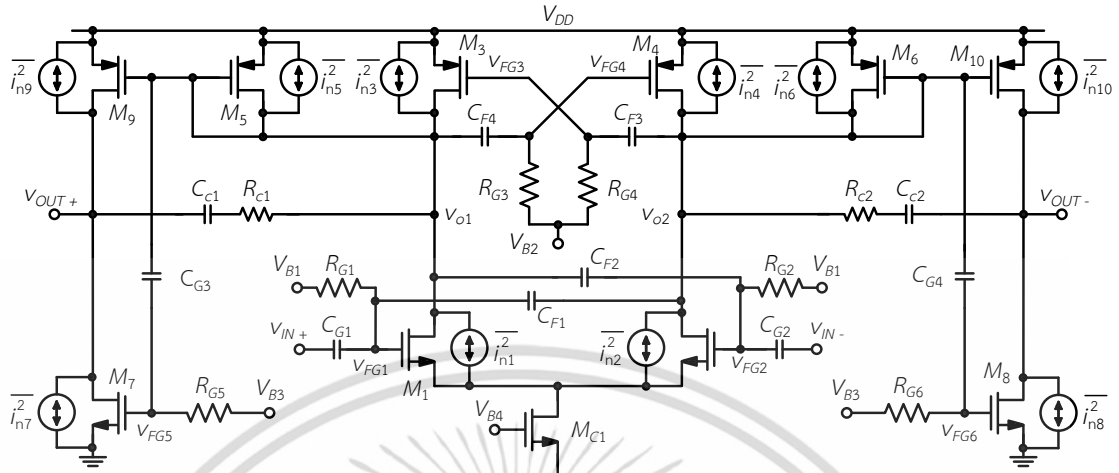 V_DD
i²_n9
M_9
M_5
i²_n5
i²_n3
M_3
v_FG3
v_FG4
M_4
i²_n4
i²_n6
M_6
M_10
i²_n10
C_F4
C_F3
R_G3
R_G4
V_B2
v_OUT+
C_c1
R_c1
v_o1
v_o2
R_c2
C_c2
v_OUT-
C_G3
V_B1
R_G1
C_F2
R_G2
V_B1
C_G4
C_F1
v_IN+
C_G1
v_FG1
M_1
i²_n1
i²_n2
v_FG2
C_G2
v_IN-
i²_n7
M_7
v_FG5
R_G5
V_B3
V_B4
M_C1
V_B3
R_G6
v_FG6
M_8
i²_n8